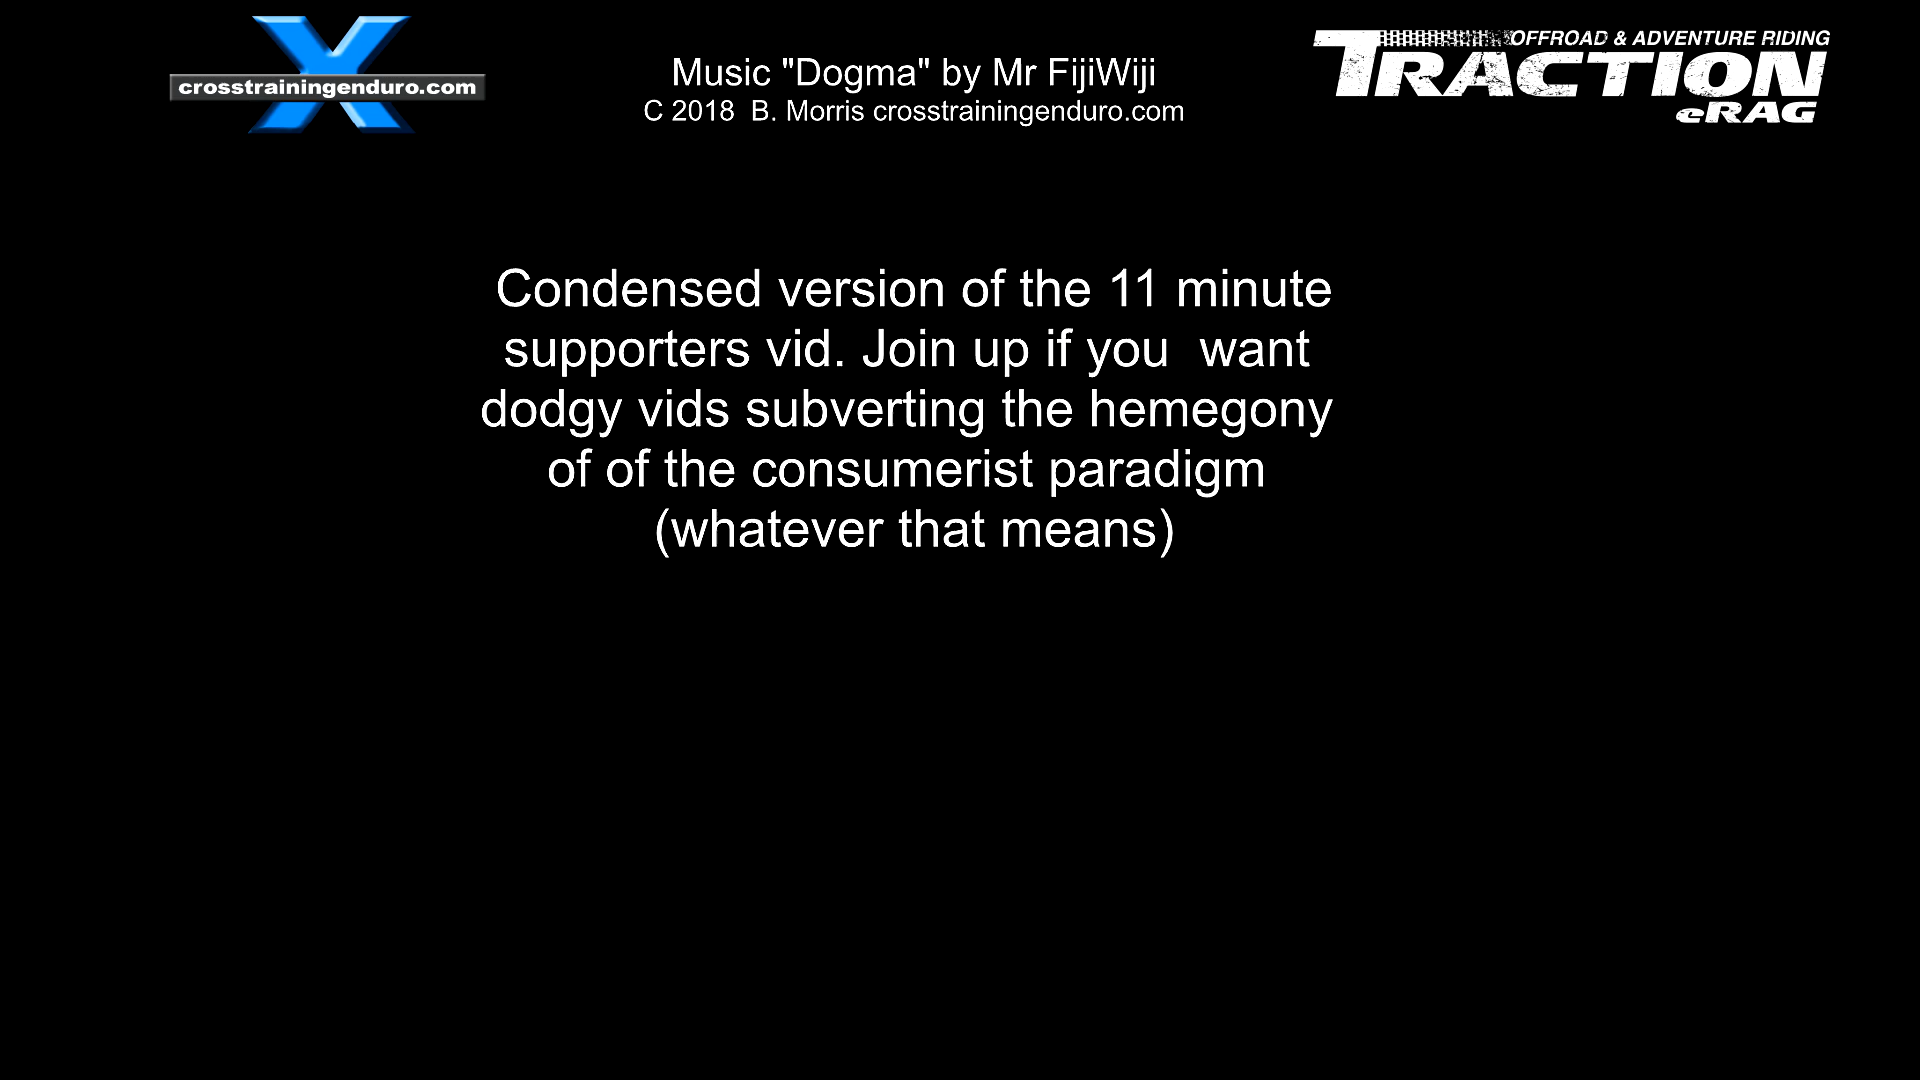 X
crosstrainingenduro.com
Music "Dogma" by Mr FijiWiji
C 2018  B. Morris crosstrainingenduro.com
OFFROAD & ADVENTURE RIDING
TRACTION
eRAG
Condensed version of the 11 minute
supporters vid. Join up if you  want
dodgy vids subverting the hemegony
of of the consumerist paradigm
(whatever that means)